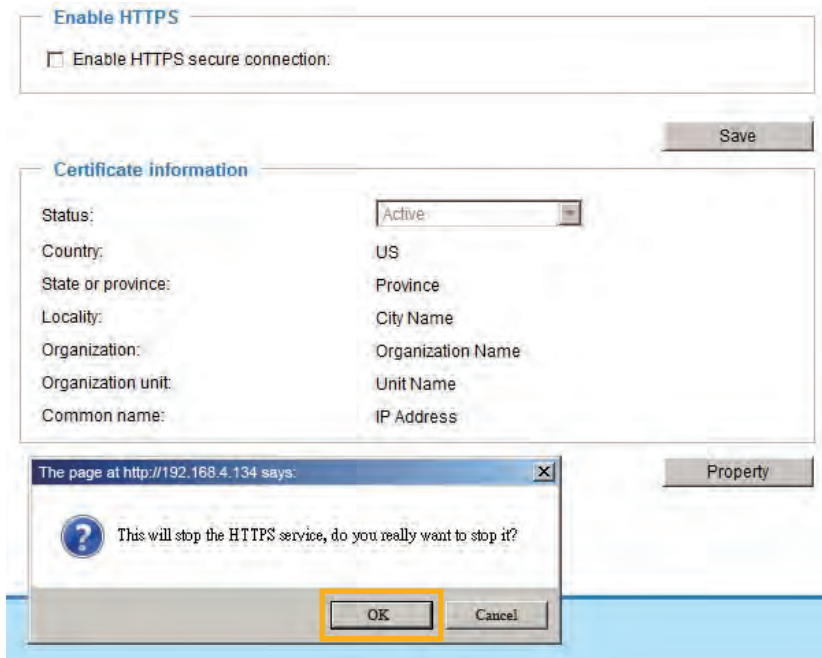 Enable HTTPS
Enable HTTPS secure connection:
Save
Certificate information
Status: Active
Country: US
State or province: Province
Locality: City Name
Organization: Organization Name
Organization unit: Unit Name
Common name: IP Address
Property
The page at http://192.168.4.134 says:
This will stop the HTTPS service, do you really want to stop it?
OK Cancel